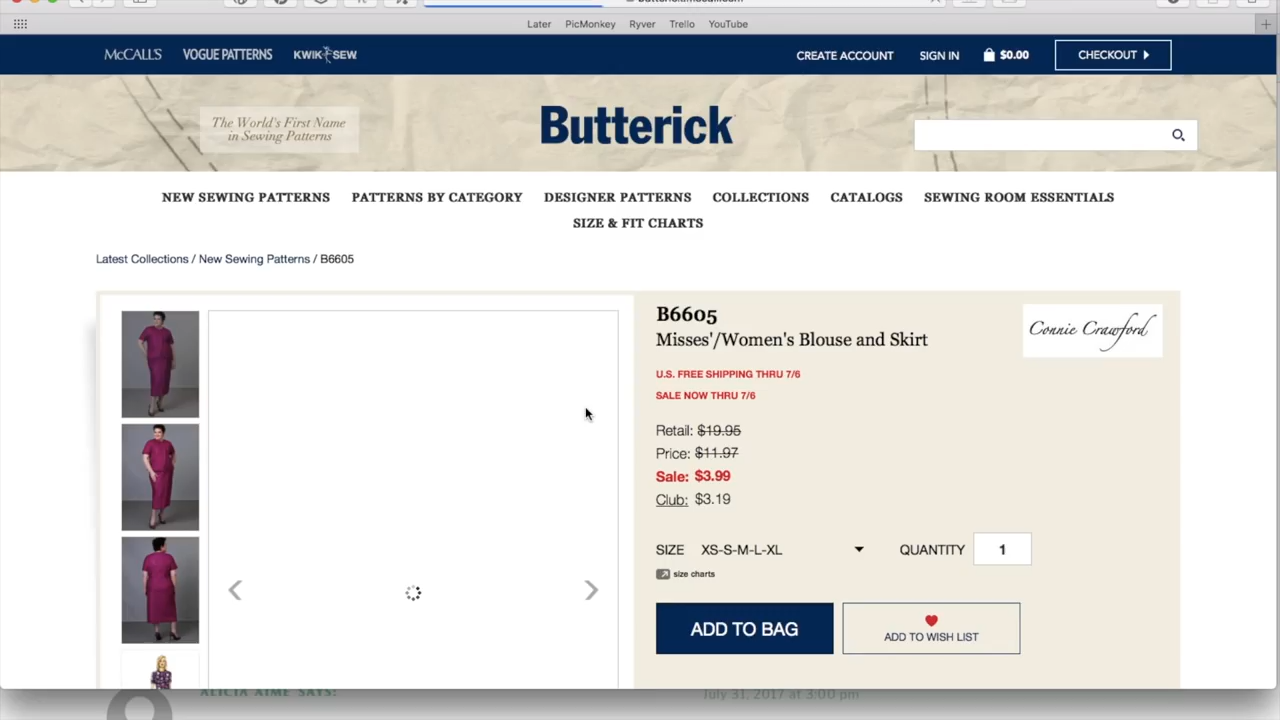 butterick.mccall.com
Later PicMonkey Ryver Trello YouTube
McCALL'S VOGUE PATTERNS KWIK SEW CREATE ACCOUNT SIGN IN $0.00 CHECKOUT
The World's First Name
in Sewing Patterns
Butterick
NEW SEWING PATTERNS PATTERNS BY CATEGORY DESIGNER PATTERNS COLLECTIONS CATALOGS SEWING ROOM ESSENTIALS
SIZE & FIT CHARTS
Latest Collections / New Sewing Patterns / B6605
B6605
Misses'/Women's Blouse and Skirt
Connie Crawford
U.S. FREE SHIPPING THRU 7/6
SALE NOW THRU 7/6
Retail: $19.95
Price: $11.97
Sale: $3.99
Club: $3.19
SIZE XS-S-M-L-XL QUANTITY 1
size charts
ADD TO BAG ADD TO WISH LIST
ALICIA AIME SAYS: July 31, 2017 at 3:00 pm